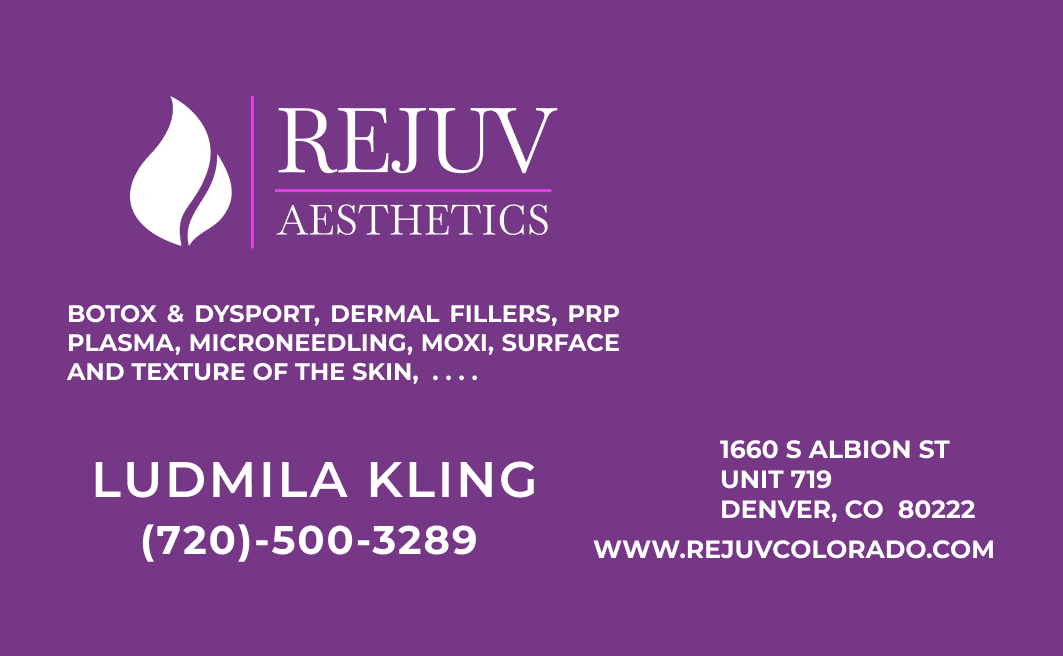 REJUV
AESTHETICS
BOTOX & DYSPORT, DERMAL FILLERS, PRP
PLASMA, MICRONEEDLING, MOXI, SURFACE
AND TEXTURE OF THE SKIN, ....
LUDMILA KLING
(720)-500-3289
1660 S ALBION ST
UNIT 719
DENVER, CO 80222
WWW.REJUVCOLORADO.COM